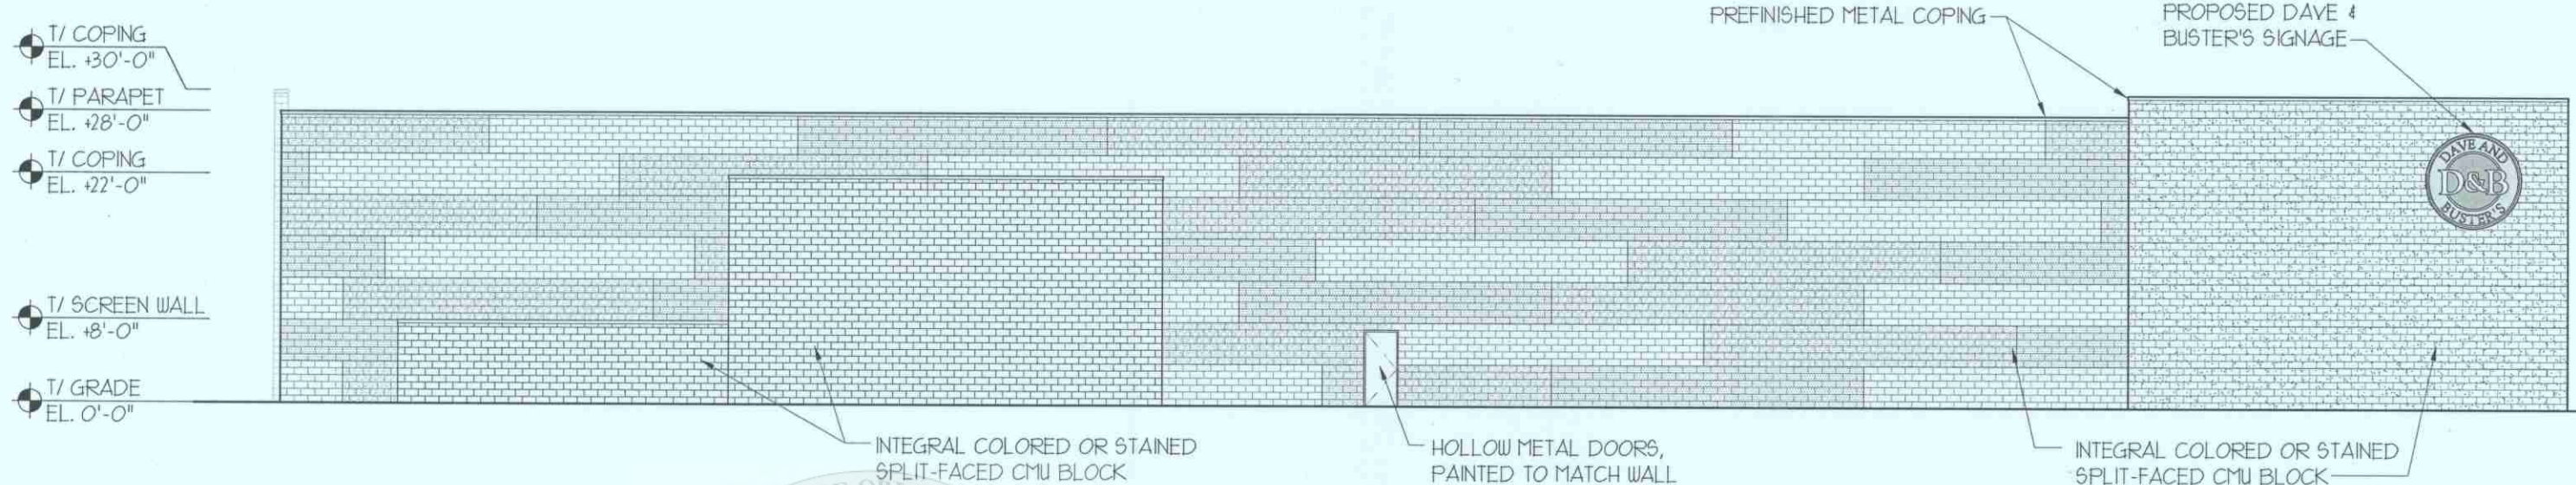 T/ COPING
EL. +30'-0"
T/ PARAPET
EL. +28'-0"
T/ COPING
EL. +22'-0"
T/ SCREEN WALL
EL. +8'-0"
T/ GRADE
EL. 0'-0"
PREFINISHED METAL COPING
PROPOSED DAVE &
BUSTER'S SIGNAGE
DAVE AND
D&B
BUSTER'S
INTEGRAL COLORED OR STAINED
SPLIT-FACED CMU BLOCK
HOLLOW METAL DOORS,
PAINTED TO MATCH WALL
INTEGRAL COLORED OR STAINED
SPLIT-FACED CMU BLOCK